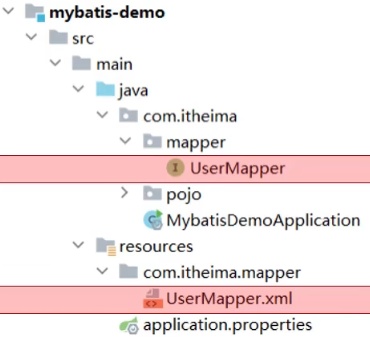 mybatis-demo
src
main
java
com.itheima
mapper
I UserMapper
pojo
MybatisDemoApplication
resources
com.itheima.mapper
UserMapper.xml
application.properties